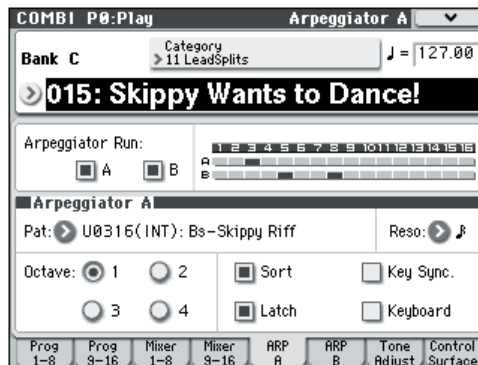 COMBI P0:Play Arpeggiator A
Bank C
Category
11 LeadSplits
♩ = 127.00
015: Skippy Wants to Dance!
Arpeggiator Run:
A B
1 2 3 4 5 6 7 8 9 10 11 12 13 14 15 16
A
B
Arpeggiator A
Pat: U0316(INT): Bs-Skippy Riff Reso: ♪
Octave: 1 2 Sort Key Sync.
3 4 Latch Keyboard
Prog 1-8 Prog 9-16 Mixer 1-8 Mixer 9-16 ARP A ARP B Tone Adjust Control Surface